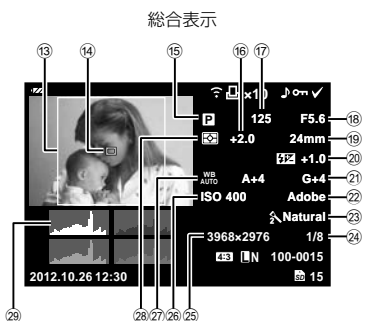 総合表示
⑬ ⑭ ⑮ ⑯ ⑰
×10
P 125 F5.6 ⑱
+2.0 24mm ⑲
+1.0 ⑳
WB AUTO A+4 G+4 ㉑
ISO 400 Adobe ㉒
Natural ㉓
3968×2976 1/8 ㉔
4:3 L N 100-0015
2012.10.26 12:30 SD 15
㉙ ㉘ ㉗ ㉖ ㉕